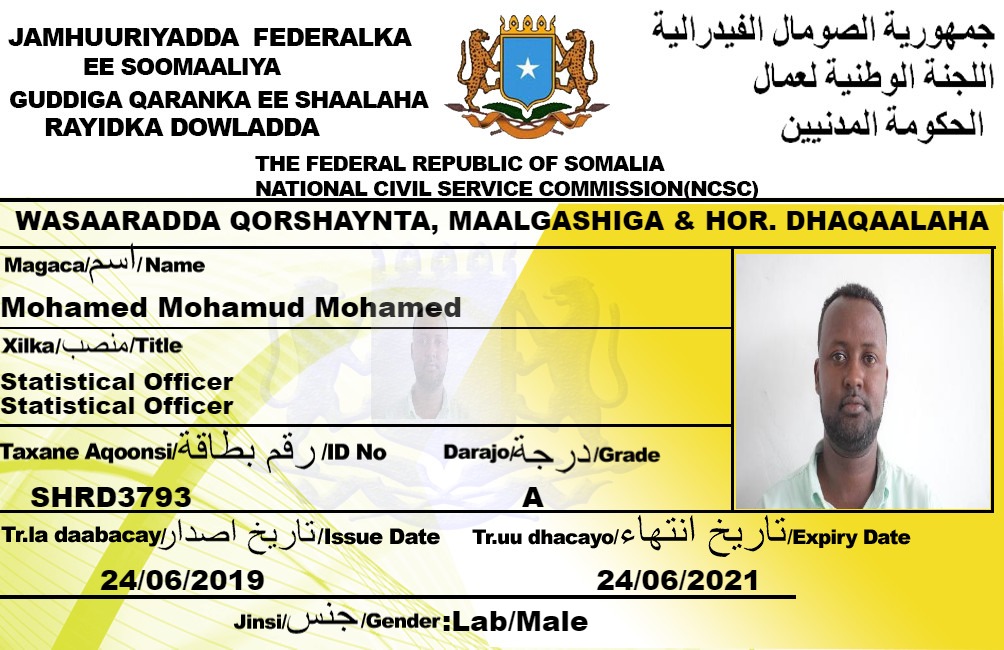 JAMHUURIYADDA FEDERALKA
EE SOOMAALIYA
GUDDIGA QARANKA EE SHAALAHA
RAYIDKA DOWLADDA
جمهورية الصومال الفيدرالية
اللجنة الوطنية لعمال
الحكومة المدنيين
THE FEDERAL REPUBLIC OF SOMALIA
NATIONAL CIVIL SERVICE COMMISSION(NCSC)
WASAARADDA QORSHAYNTA, MAALGASHIGA & HOR. DHAQAALAHA
Magaca/اسم/Name
Mohamed Mohamud Mohamed
Xilka/منصب/Title
Statistical Officer
Statistical Officer
Taxane Aqoonsi/رقم بطاقة/ID No
SHRD3793
Darajo/درجة/Grade
A
Tr.la daabacay/تاريخ اصدار/Issue Date
24/06/2019
Tr.uu dhacayo/تاريخ انتهاء/Expiry Date
24/06/2021
Jinsi/جنس/Gender:Lab/Male